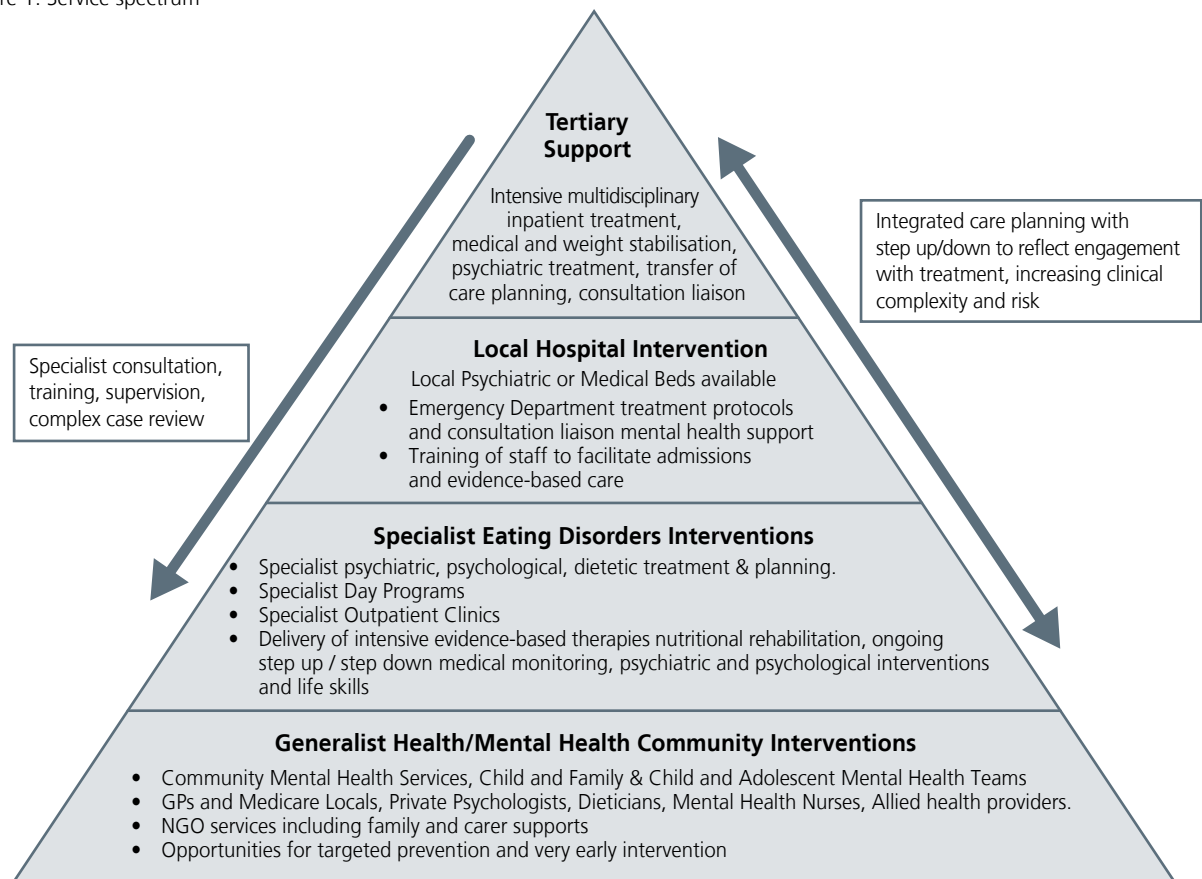 1. Service spectrum
Tertiary
Support
Intensive multidisciplinary
inpatient treatment,
medical and weight stabilisation,
psychiatric treatment, transfer of
care planning, consultation liaison
Integrated care planning with
step up/down to reflect engagement
with treatment, increasing clinical
complexity and risk
Specialist consultation,
training, supervision,
complex case review
Local Hospital Intervention
Local Psychiatric or Medical Beds available
• Emergency Department treatment protocols
and consultation liaison mental health support
• Training of staff to facilitate admissions
and evidence-based care
Specialist Eating Disorders Interventions
• Specialist psychiatric, psychological, dietetic treatment & planning.
• Specialist Day Programs
• Specialist Outpatient Clinics
• Delivery of intensive evidence-based therapies nutritional rehabilitation, ongoing
step up / step down medical monitoring, psychiatric and psychological interventions
and life skills
Generalist Health/Mental Health Community Interventions
• Community Mental Health Services, Child and Family & Child and Adolescent Mental Health Teams
• GPs and Medicare Locals, Private Psychologists, Dieticians, Mental Health Nurses, Allied health providers.
• NGO services including family and carer supports
• Opportunities for targeted prevention and very early intervention